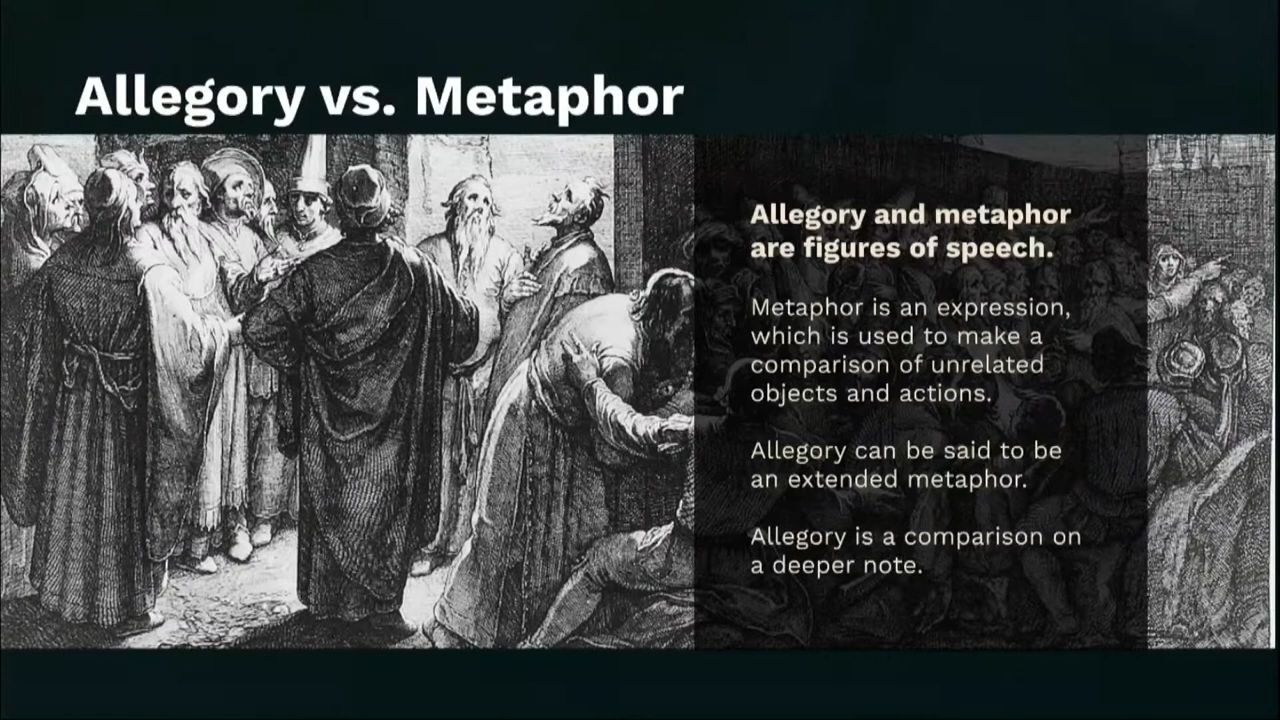 Allegory vs. Metaphor
Allegory and metaphor
are figures of speech.
Metaphor is an expression,
which is used to make a
comparison of unrelated
objects and actions.
Allegory can be said to be
an extended metaphor.
Allegory is a comparison on
a deeper note.